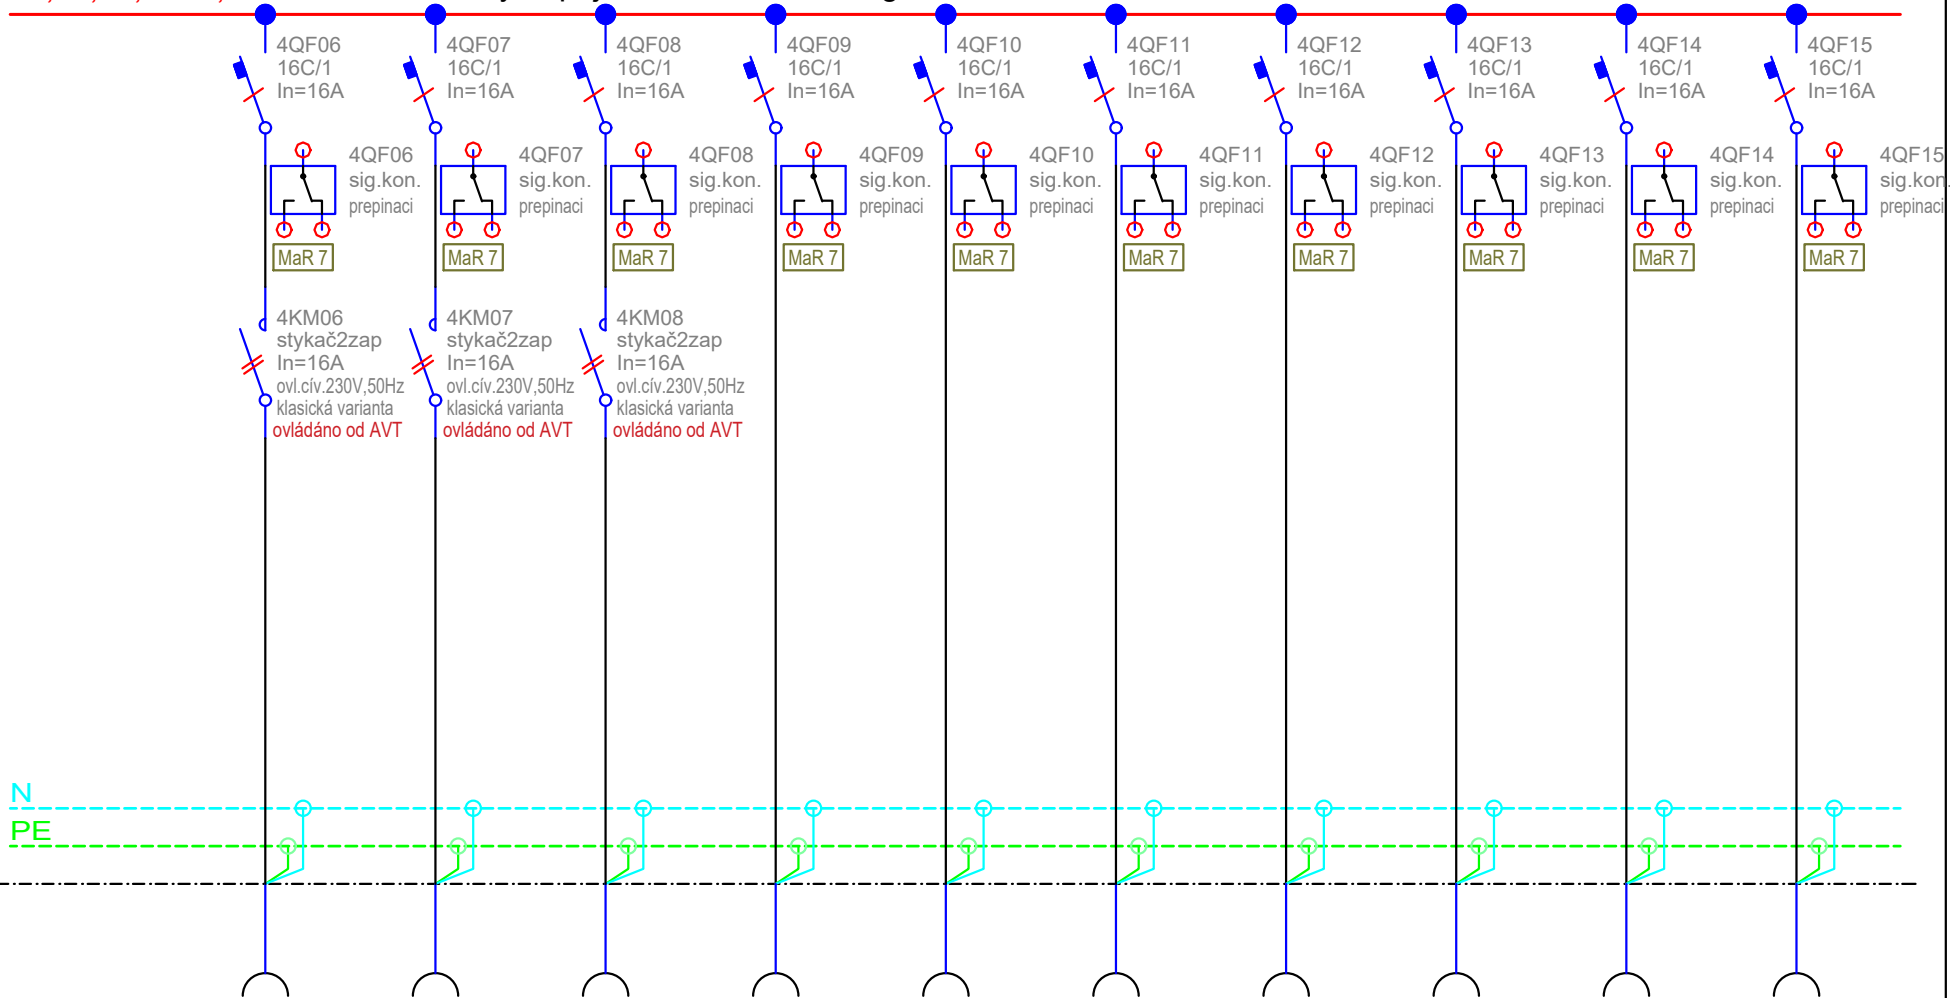 4QF06
16C/1
In=16A
4QF07
16C/1
In=16A
4QF08
16C/1
In=16A
4QF09
16C/1
In=16A
4QF10
16C/1
In=16A
4QF11
16C/1
In=16A
4QF12
16C/1
In=16A
4QF13
16C/1
In=16A
4QF14
16C/1
In=16A
4QF15
16C/1
In=16A
4QF06
sig.kon.
prepinaci
MaR 7
4QF07
sig.kon.
prepinaci
MaR 7
4QF08
sig.kon.
prepinaci
MaR 7
4QF09
sig.kon.
prepinaci
MaR 7
4QF10
sig.kon.
prepinaci
MaR 7
4QF11
sig.kon.
prepinaci
MaR 7
4QF12
sig.kon.
prepinaci
MaR 7
4QF13
sig.kon.
prepinaci
MaR 7
4QF14
sig.kon.
prepinaci
MaR 7
4QF15
sig.kon.
prepinaci
MaR 7
4KM06
stykač2zap
In=16A
ovl.cív.230V,50Hz
klasická varianta
ovládáno od AVT
4KM07
stykač2zap
In=16A
ovl.cív.230V,50Hz
klasická varianta
ovládáno od AVT
4KM08
stykač2zap
In=16A
ovl.cív.230V,50Hz
klasická varianta
ovládáno od AVT
N
PE